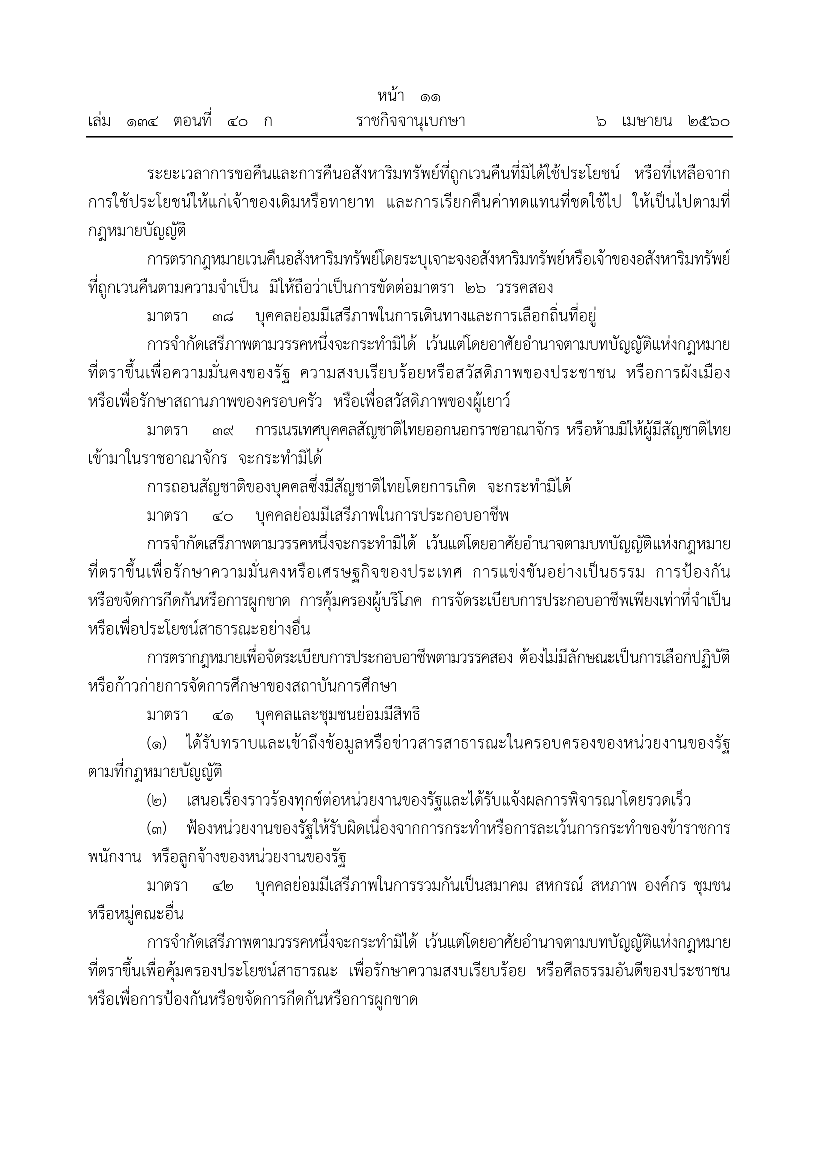 หน้า ๑๑
เล่ม ๑๓๔ ตอนที่ ๔๐ ก ราชกิจจานุเบกษา ๖ เมษายน ๒๕๖๐
ระยะเวลาการขอคืนและการคืนอสังหาริมทรัพย์ที่ถูกเวนคืนที่มิได้ใช้ประโยชน์ หรือที่เหลือจาก
การใช้ประโยชน์ให้แก่เจ้าของเดิมหรือทายาท และการเรียกคืนค่าทดแทนที่ชดใช้ไป ให้เป็นไปตามที่
กฎหมายบัญญัติ
การตรากฎหมายเวนคืนอสังหาริมทรัพย์โดยระบุเจาะจงอสังหาริมทรัพย์หรือเจ้าของอสังหาริมทรัพย์
ที่ถูกเวนคืนตามความจำเป็น มิให้ถือว่าเป็นการขัดต่อมาตรา ๒๖ วรรคสอง
มาตรา ๓๘ บุคคลย่อมมีเสรีภาพในการเดินทางและการเลือกถิ่นที่อยู่
การจำกัดเสรีภาพตามวรรคหนึ่งจะกระทำมิได้ เว้นแต่โดยอาศัยอำนาจตามบทบัญญัติแห่งกฎหมาย
ที่ตราขึ้นเพื่อความมั่นคงของรัฐ ความสงบเรียบร้อยหรือสวัสดิภาพของประชาชน หรือการผังเมือง
หรือเพื่อรักษาสถานภาพของครอบครัว หรือเพื่อสวัสดิภาพของผู้เยาว์
มาตรา ๓๙ การเนรเทศบุคคลสัญชาติไทยออกนอกราชอาณาจักร หรือห้ามมิให้ผู้มีสัญชาติไทย
เข้ามาในราชอาณาจักร จะกระทำมิได้
การถอนสัญชาติของบุคคลซึ่งมีสัญชาติไทยโดยการเกิด จะกระทำมิได้
มาตรา ๔๐ บุคคลย่อมมีเสรีภาพในการประกอบอาชีพ
การจำกัดเสรีภาพตามวรรคหนึ่งจะกระทำมิได้ เว้นแต่โดยอาศัยอำนาจตามบทบัญญัติแห่งกฎหมาย
ที่ตราขึ้นเพื่อรักษาความมั่นคงหรือเศรษฐกิจของประเทศ การแข่งขันอย่างเป็นธรรม การป้องกัน
หรือขจัดการกีดกันหรือการผูกขาด การคุ้มครองผู้บริโภค การจัดระเบียบการประกอบอาชีพเพียงเท่าที่จำเป็น
หรือเพื่อประโยชน์สาธารณะอย่างอื่น
การตรากฎหมายเพื่อจัดระเบียบการประกอบอาชีพตามวรรคสอง ต้องไม่มีลักษณะเป็นการเลือกปฏิบัติ
หรือก้าวก่ายการจัดการศึกษาของสถาบันการศึกษา
มาตรา ๔๑ บุคคลและชุมชนย่อมมีสิทธิ
(๑) ได้รับทราบและเข้าถึงข้อมูลหรือข่าวสารสาธารณะในครอบครองของหน่วยงานของรัฐ
ตามที่กฎหมายบัญญัติ
(๒) เสนอเรื่องราวร้องทุกข์ต่อหน่วยงานของรัฐและได้รับแจ้งผลการพิจารณาโดยรวดเร็ว
(๓) ฟ้องหน่วยงานของรัฐให้รับผิดเนื่องจากการกระทำหรือการละเว้นการกระทำของข้าราชการ
พนักงาน หรือลูกจ้างของหน่วยงานของรัฐ
มาตรา ๔๒ บุคคลย่อมมีเสรีภาพในการรวมกันเป็นสมาคม สหกรณ์ สหภาพ องค์กร ชุมชน
หรือหมู่คณะอื่น
การจำกัดเสรีภาพตามวรรคหนึ่งจะกระทำมิได้ เว้นแต่โดยอาศัยอำนาจตามบทบัญญัติแห่งกฎหมาย
ที่ตราขึ้นเพื่อคุ้มครองประโยชน์สาธารณะ เพื่อรักษาความสงบเรียบร้อย หรือศีลธรรมอันดีของประชาชน
หรือเพื่อการป้องกันหรือขจัดการกีดกันหรือการผูกขาด